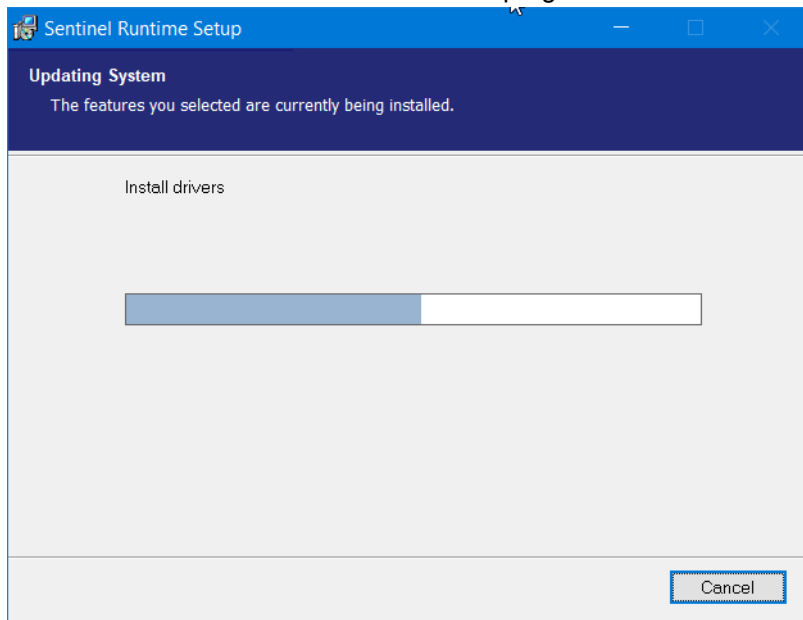 Sentinel Runtime Setup
Updating System
The features you selected are currently being installed.
Install drivers
Cancel